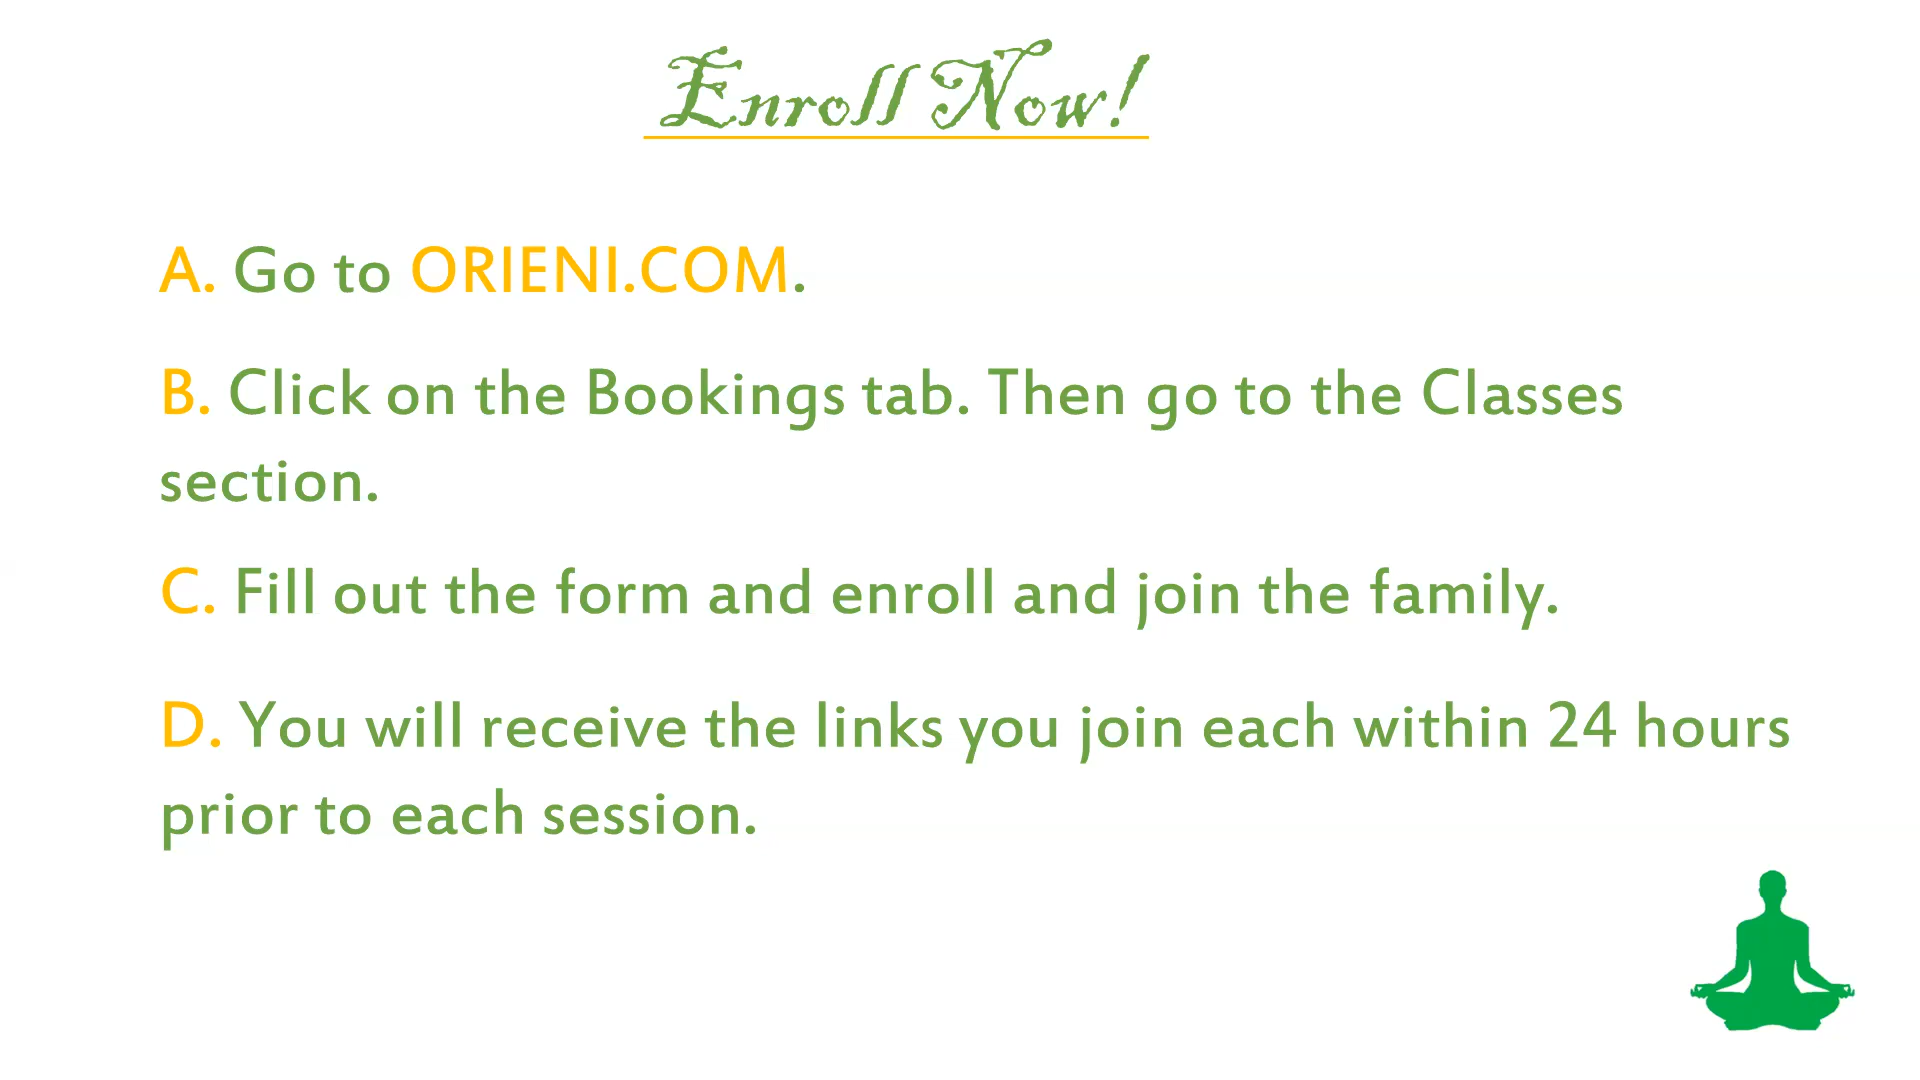 Enroll Now!
A. Go to ORIENI.COM.
B. Click on the Bookings tab. Then go to the Classes
section.
C. Fill out the form and enroll and join the family.
D. You will receive the links you join each within 24 hours
prior to each session.